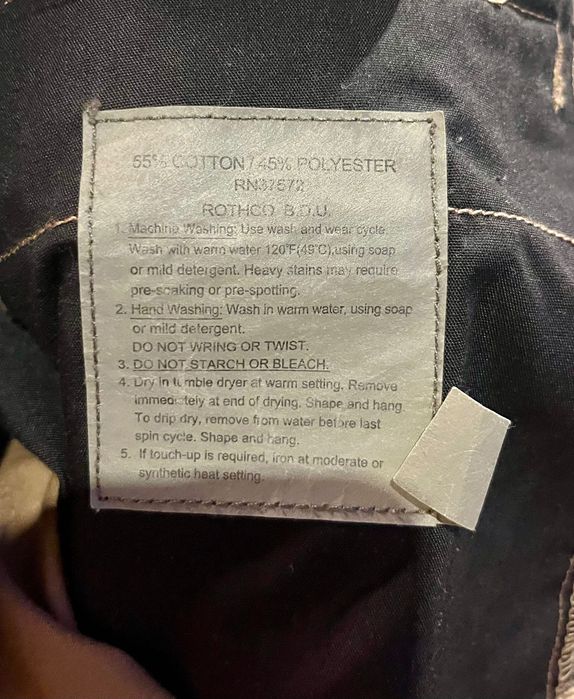 55% COTTON / 45% POLYESTER
RN37572
ROTHCO B.D.U.
1. Machine Washing: Use wash and wear cycle.
Wash with warm water 120°F(49°C),using soap
or mild detergent. Heavy stains may require
pre-soaking or pre-spotting.
2. Hand Washing: Wash in warm water, using soap
or mild detergent.
DO NOT WRING OR TWIST.
3. DO NOT STARCH OR BLEACH.
4. Dry in tumble dryer at warm setting. Remove
immediately at end of drying. Shape and hang.
To drip dry, remove from water before last
spin cycle. Shape and hang.
5. If touch-up is required, iron at moderate or
synthetic heat setting.